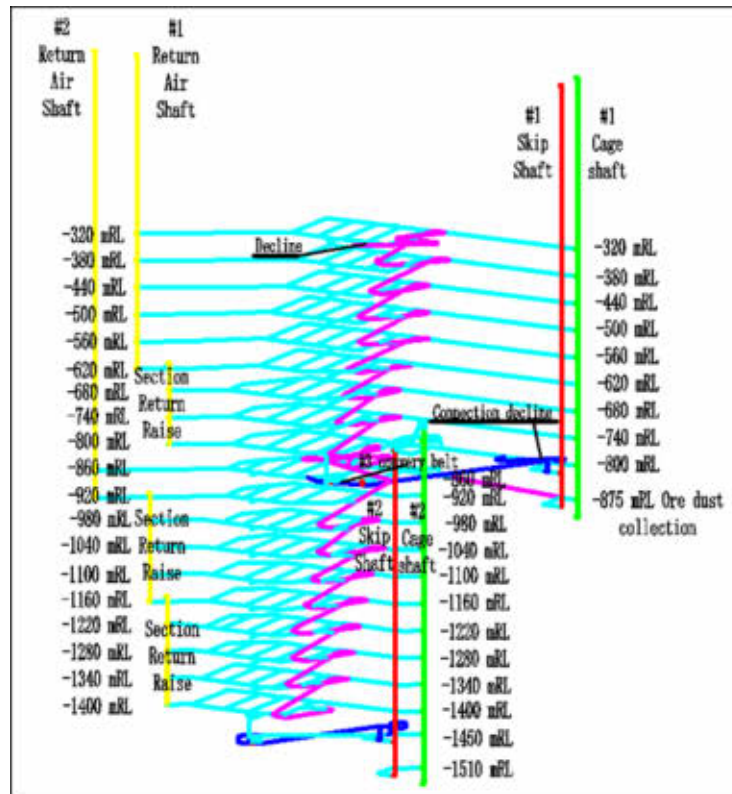 #2
Return
Air
Shaft
#1
Return
Air
Shaft
#1
Skip
Shaft
#1
Cage
shaft
Decline
-320 mRL
-380 mRL
-440 mRL
-500 mRL
-560 mRL
-620 mRL
-680 mRL
-740 mRL
-800 mRL
-860 mRL
-920 mRL
-980 mRL
-1040 mRL
-1100 mRL
-1160 mRL
-1220 mRL
-1280 mRL
-1340 mRL
-1400 mRL
Section
Return
Raise
Section
Return
Raise
Section
Return
Raise
-320 mRL
-380 mRL
-440 mRL
-500 mRL
-560 mRL
-620 mRL
-680 mRL
-740 mRL
-800 mRL
-875 mRL Ore dust
collection
Connection decline
#3 belt
#2
Skip
Shaft
#2
Cage
shaft
-860 mRL
-920 mRL
-980 mRL
-1040 mRL
-1100 mRL
-1160 mRL
-1220 mRL
-1280 mRL
-1340 mRL
-1400 mRL
-1450 mRL
-1510 mRL